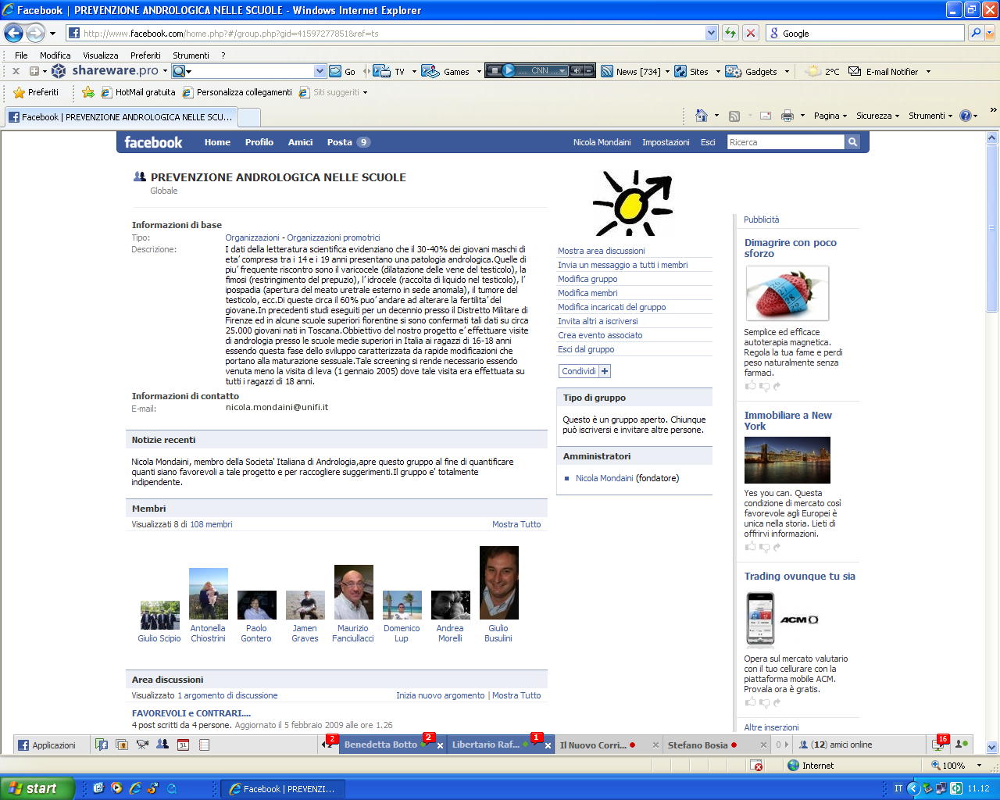 Facebook | PREVENZIONE ANDROLOGICA NELLE SCUOLE - Windows Internet Explorer
http://www.facebook.com/home.php?#/group.php?gid=41597277851&ref=ts
Google
File Modifica Visualizza Preferiti Strumenti ?
shareware.pro Go TV Games CNN ... News [734] Sites Gadgets 2°C E-mail Notifier
Preferiti HotMail gratuita Personalizza collegamenti Siti suggeriti
Facebook | PREVENZIONE ANDROLOGICA NELLE SCU...
Pagina Sicurezza Strumenti
facebook Home Profilo Amici Posta 9 Nicola Mondaini Impostazioni Esci Ricerca
PREVENZIONE ANDROLOGICA NELLE SCUOLE
Globale
Informazioni di base
Tipo: Organizzazioni - Organizzazioni promotrici
Descrizione: I dati della letteratura scientifica evidenziano che il 30-40% dei giovani maschi di
eta' compresa tra i 14 e i 19 anni presentano una patologia andrologica.Quelle di
piu' frequente riscontro sono il varicocele (dilatazione delle vene del testicolo), la
fimosi (restringimento del prepuzio), l' idrocele (raccolta di liquido nel testicolo), l'
ipospadia (apertura del meato uretrale esterno in sede anomala), il tumore del
testicolo, ecc.Di queste circa il 60% puo' andare ad alterare la fertilita' del
giovane.In precedenti studi eseguiti per un decennio presso il Distretto Militare di
Firenze ed in alcune scuole superiori fiorentine si sono confermati tali dati su circa
25.000 giovani nati in Toscana.Obbiettivo del nostro progetto e' effettuare visite
di andrologia presso le scuole medie superiori in Italia ai ragazzi di 16-18 anni
essendo questa fase dello sviluppo caratterizzata da rapide modificazioni che
portano alla maturazione sessuale.Tale screening si rende necessario essendo
venuta meno la visita di leva (1 gennaio 2005) dove tale visita era effettuata su
tutti i ragazzi di 18 anni.
Informazioni di contatto
E-mail: nicola.mondaini@unifi.it
Notizie recenti
Nicola Mondaini, membro della Societa' Italiana di Andrologia,apre questo gruppo al fine di quantificare
quanti siano favorevoli a tale progetto e per raccogliere suggerimenti.Il gruppo e' totalmente
indipendente.
Membri
Visualizzati 8 di 108 membri Mostra Tutto
Giulio Scipio
Antonella
Chiostrini
Paolo
Gontero
Jamen
Graves
Maurizio
Fanciullacci
Domenico
Lup
Andrea
Morelli
Giulio
Busulini
Area discussioni
Visualizzato 1 argomento di discussione Inizia nuovo argomento | Mostra Tutto
FAVOREVOLI e CONTRARI....
4 post scritti da 4 persone. Aggiornato il 5 febbraio 2009 alle ore 1.26
Mostra area discussioni
Invia un messaggio a tutti i membri
Modifica gruppo
Modifica membri
Modifica incaricati del gruppo
Invita altri a iscriversi
Crea evento associato
Esci dal gruppo
Condividi +
Tipo di gruppo
Questo è un gruppo aperto. Chiunque
può iscriversi e invitare altre persone.
Amministratori
Nicola Mondaini (fondatore)
Pubblicità
Dimagrire con poco
sforzo
Semplice ed efficace
autoterapia magnetica.
Regola la tua fame e perdi
peso naturalmente senza
farmaci.
Immobiliare a New
York
Yes you can. Questa
condizione di mercato così
favorevole agli Europei è
unica nella storia. Lieti di
offrirvi informazioni.
Trading ovunque tu sia
ACM
Opera sul mercato valutario
con il tuo cellurare con la
piattaforma mobile ACM.
Provala ora è gratis.
Altre inserzioni
Applicazioni 31 2 Benedetta Botto 2 Libertario Raf... 1 Il Nuovo Corri... Stefano Bosia 0 (12) amici online 16
Internet 100%
start Facebook | PREVENZI... IT 11.12